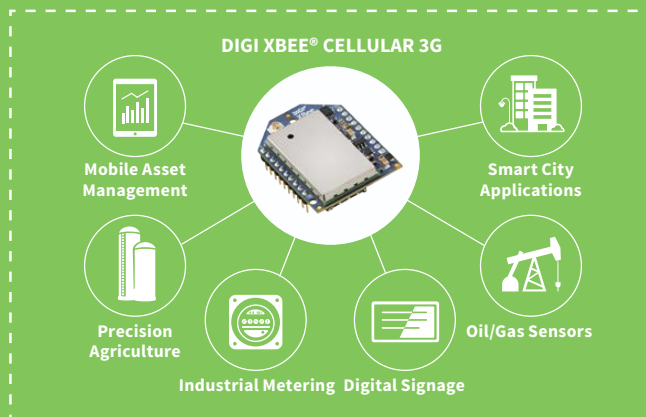 DIGI XBEE® CELLULAR 3G
Mobile Asset
Management
Smart City
Applications
Precision
Agriculture
Oil/Gas Sensors
Industrial Metering
Digital Signage